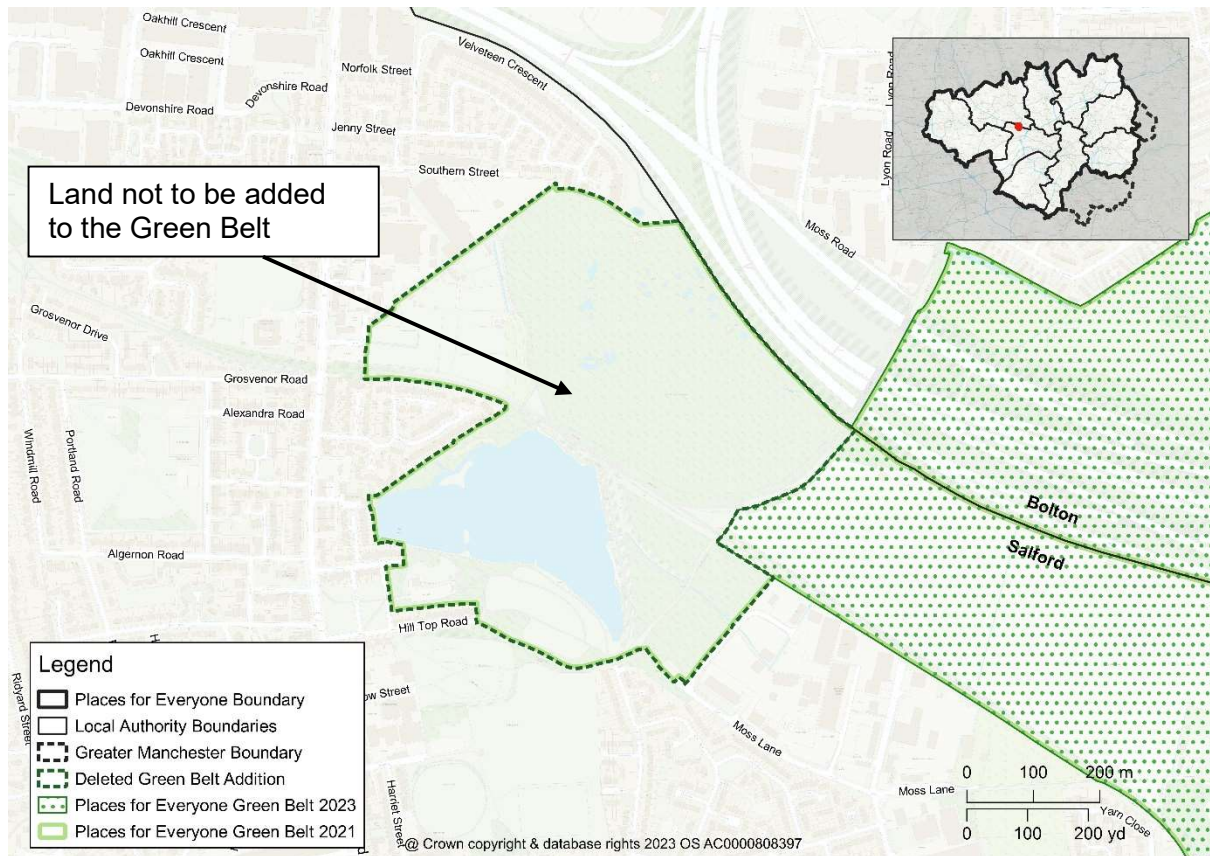 Oakhill Crescent
Oakhill Crescent
Norfolk Street
Velveteen Crescent
Devonshire Road
Devonshire Road
Jenny Street
Southern Street
Lyon Road
Lyon Road
Moss Road
Land not to be added
to the Green Belt
Grosvenor Drive
Grosvenor Road
Alexandra Road
Windmill Road
Portland Road
Algernon Road
Bolton
Salford
Hill Top Road
Legend
Places for Everyone Boundary
Local Authority Boundaries
Greater Manchester Boundary
Deleted Green Belt Addition
Places for Everyone Green Belt 2023
Places for Everyone Green Belt 2021
Ridyard Street
ow Street
Harriet Street
Moss Lane
Moss Lane
Yarn Close
0 100 200 m
0 100 200 yd
@ Crown copyright & database rights 2023 OS AC0000808397